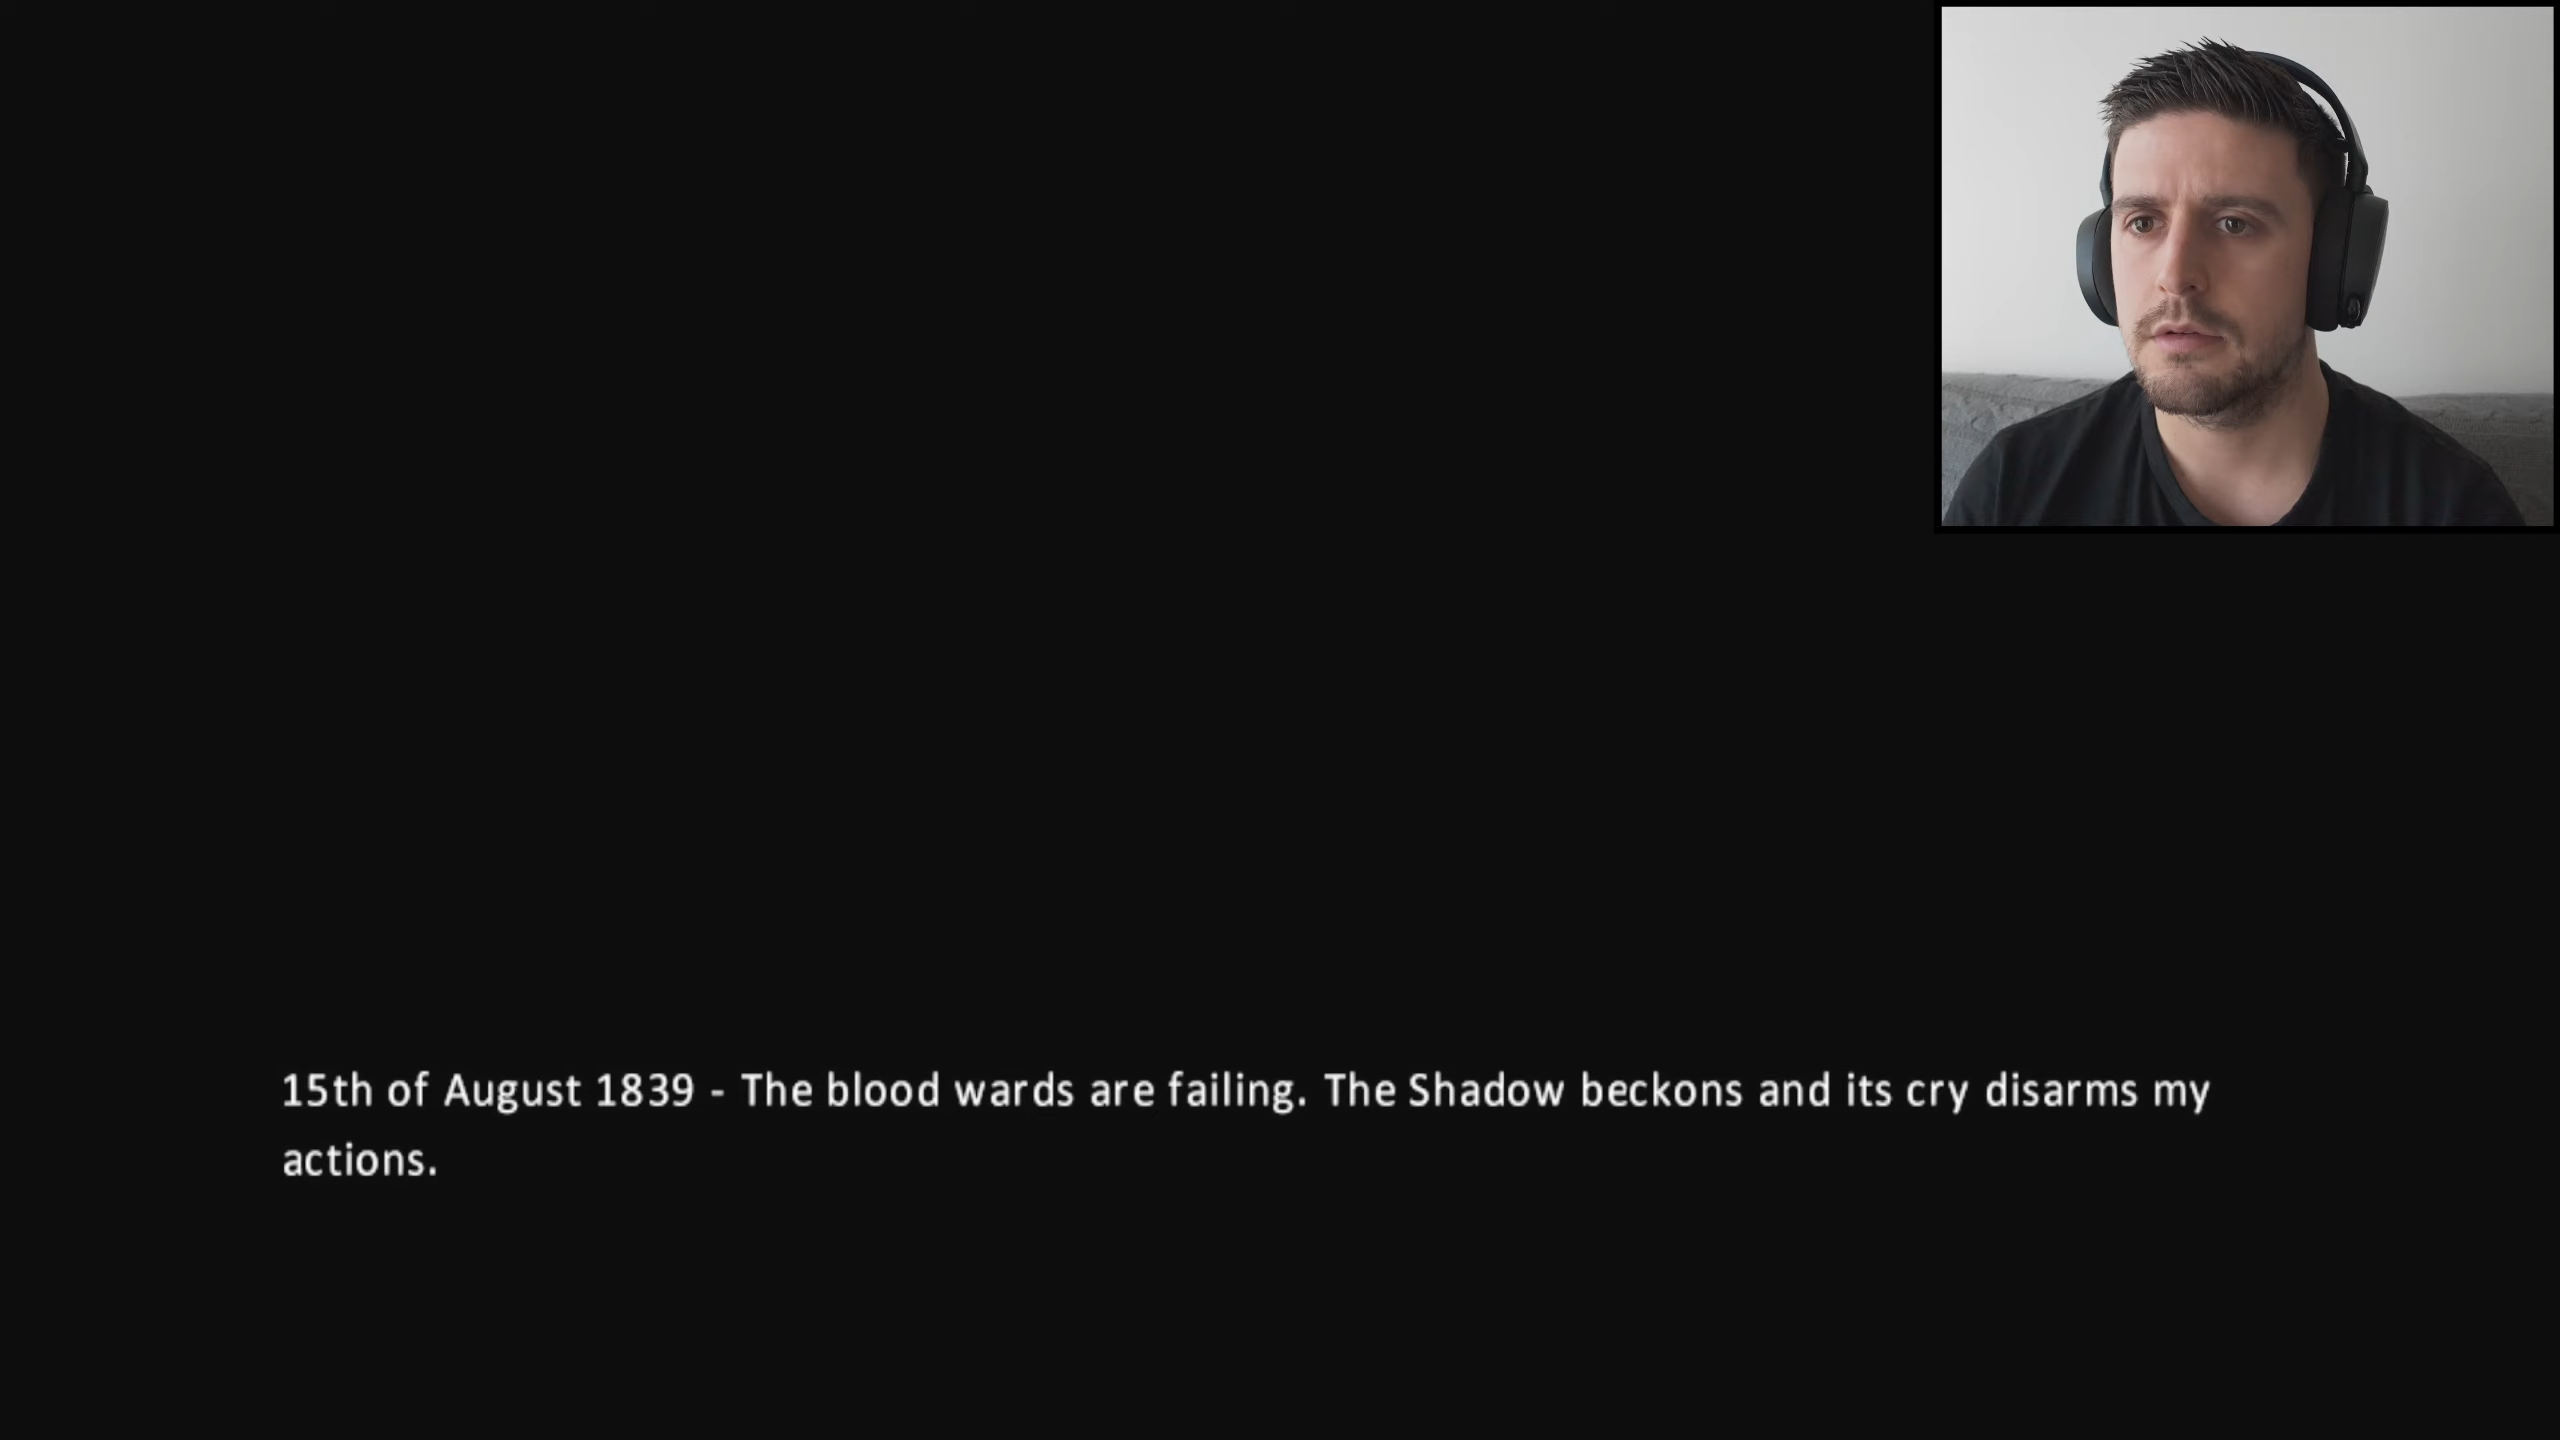 15th of August 1839 - The blood wards are failing. The Shadow beckons and its cry disarms my
actions.